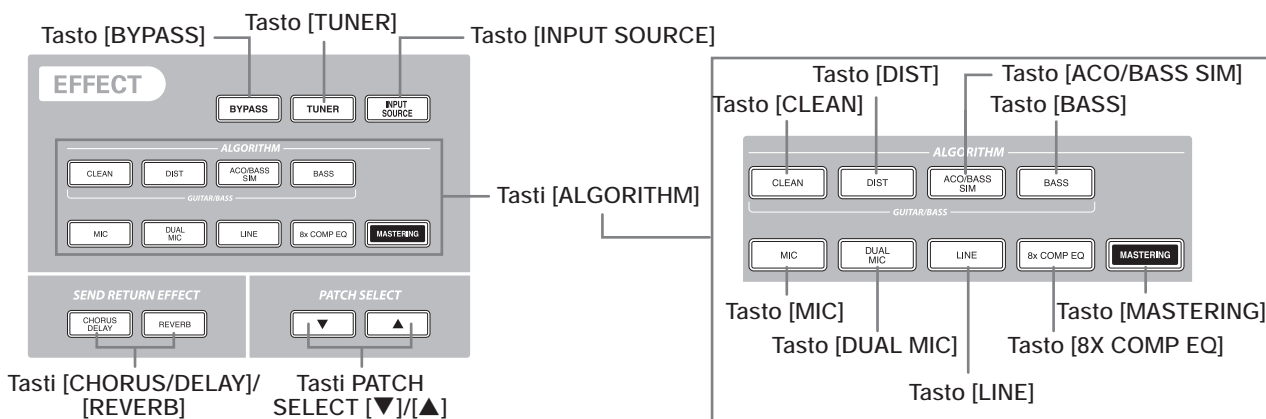 Tasto [BYPASS]
Tasto [TUNER]
Tasto [INPUT SOURCE]
EFFECT
BYPASS
TUNER
INPUT
SOURCE
ALGORITHM
CLEAN
DIST
ACO/BASS
SIM
BASS
GUITAR/BASS
MIC
DUAL
MIC
LINE
8x COMP EQ
MASTERING
Tasti [ALGORITHM]
SEND RETURN EFFECT
CHORUS
DELAY
REVERB
PATCH SELECT
▼
▲
Tasti [CHORUS/DELAY]/
[REVERB]
Tasti PATCH
SELECT [▼]/[▲]
Tasto [DIST]
Tasto [ACO/BASS SIM]
Tasto [CLEAN]
Tasto [BASS]
ALGORITHM
CLEAN
DIST
ACO/BASS
SIM
BASS
GUITAR/BASS
MIC
DUAL
MIC
LINE
8x COMP EQ
MASTERING
Tasto [MIC]
Tasto [MASTERING]
Tasto [DUAL MIC]
Tasto [8X COMP EQ]
Tasto [LINE]